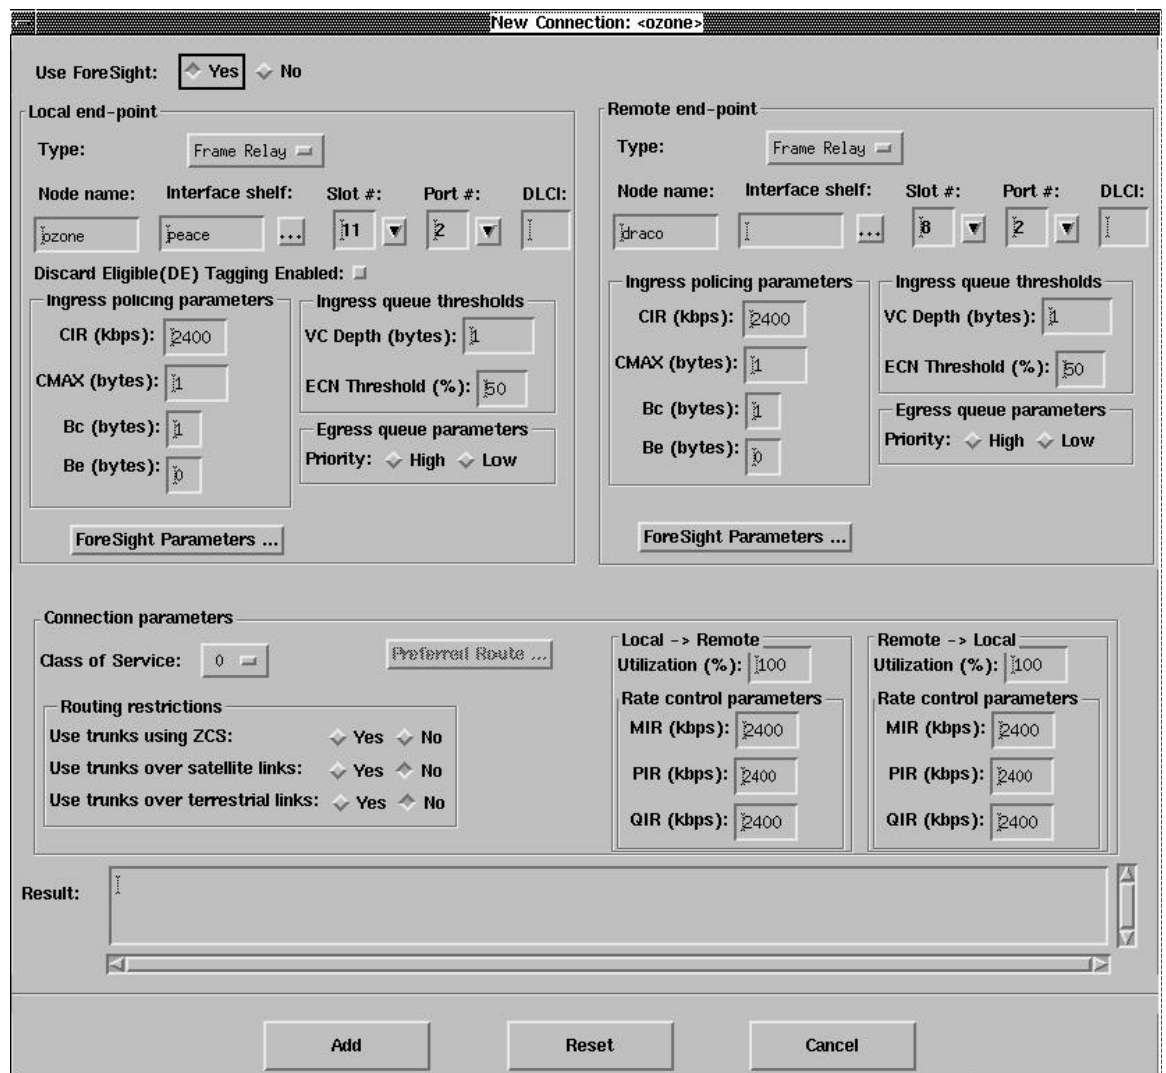 New Connection: <ozone>
Use ForeSight: Yes No
Local end-point
Type: Frame Relay
Node name: Interface shelf: Slot #: Port #: DLCI:
ozone peace ... 11 2
Discard Eligible(DE) Tagging Enabled:
Ingress policing parameters
CIR (kbps): 2400
CMAX (bytes): 1
Bc (bytes): 1
Be (bytes): 0
Ingress queue thresholds
VC Depth (bytes): 1
ECN Threshold (%): 50
Egress queue parameters
Priority: High Low
ForeSight Parameters ...
Remote end-point
Type: Frame Relay
Node name: Interface shelf: Slot #: Port #: DLCI:
draco ... 8 2
Ingress policing parameters
CIR (kbps): 2400
CMAX (bytes): 1
Bc (bytes): 1
Be (bytes): 0
Ingress queue thresholds
VC Depth (bytes): 1
ECN Threshold (%): 50
Egress queue parameters
Priority: High Low
ForeSight Parameters ...
Connection parameters
Class of Service: 0
Preferred Route ...
Routing restrictions
Use trunks using ZCS: Yes No
Use trunks over satellite links: Yes No
Use trunks over terrestrial links: Yes No
Local -> Remote
Utilization (%): 100
Rate control parameters
MIR (kbps): 2400
PIR (kbps): 2400
QIR (kbps): 2400
Remote -> Local
Utilization (%): 100
Rate control parameters
MIR (kbps): 2400
PIR (kbps): 2400
QIR (kbps): 2400
Result:
Add Reset Cancel